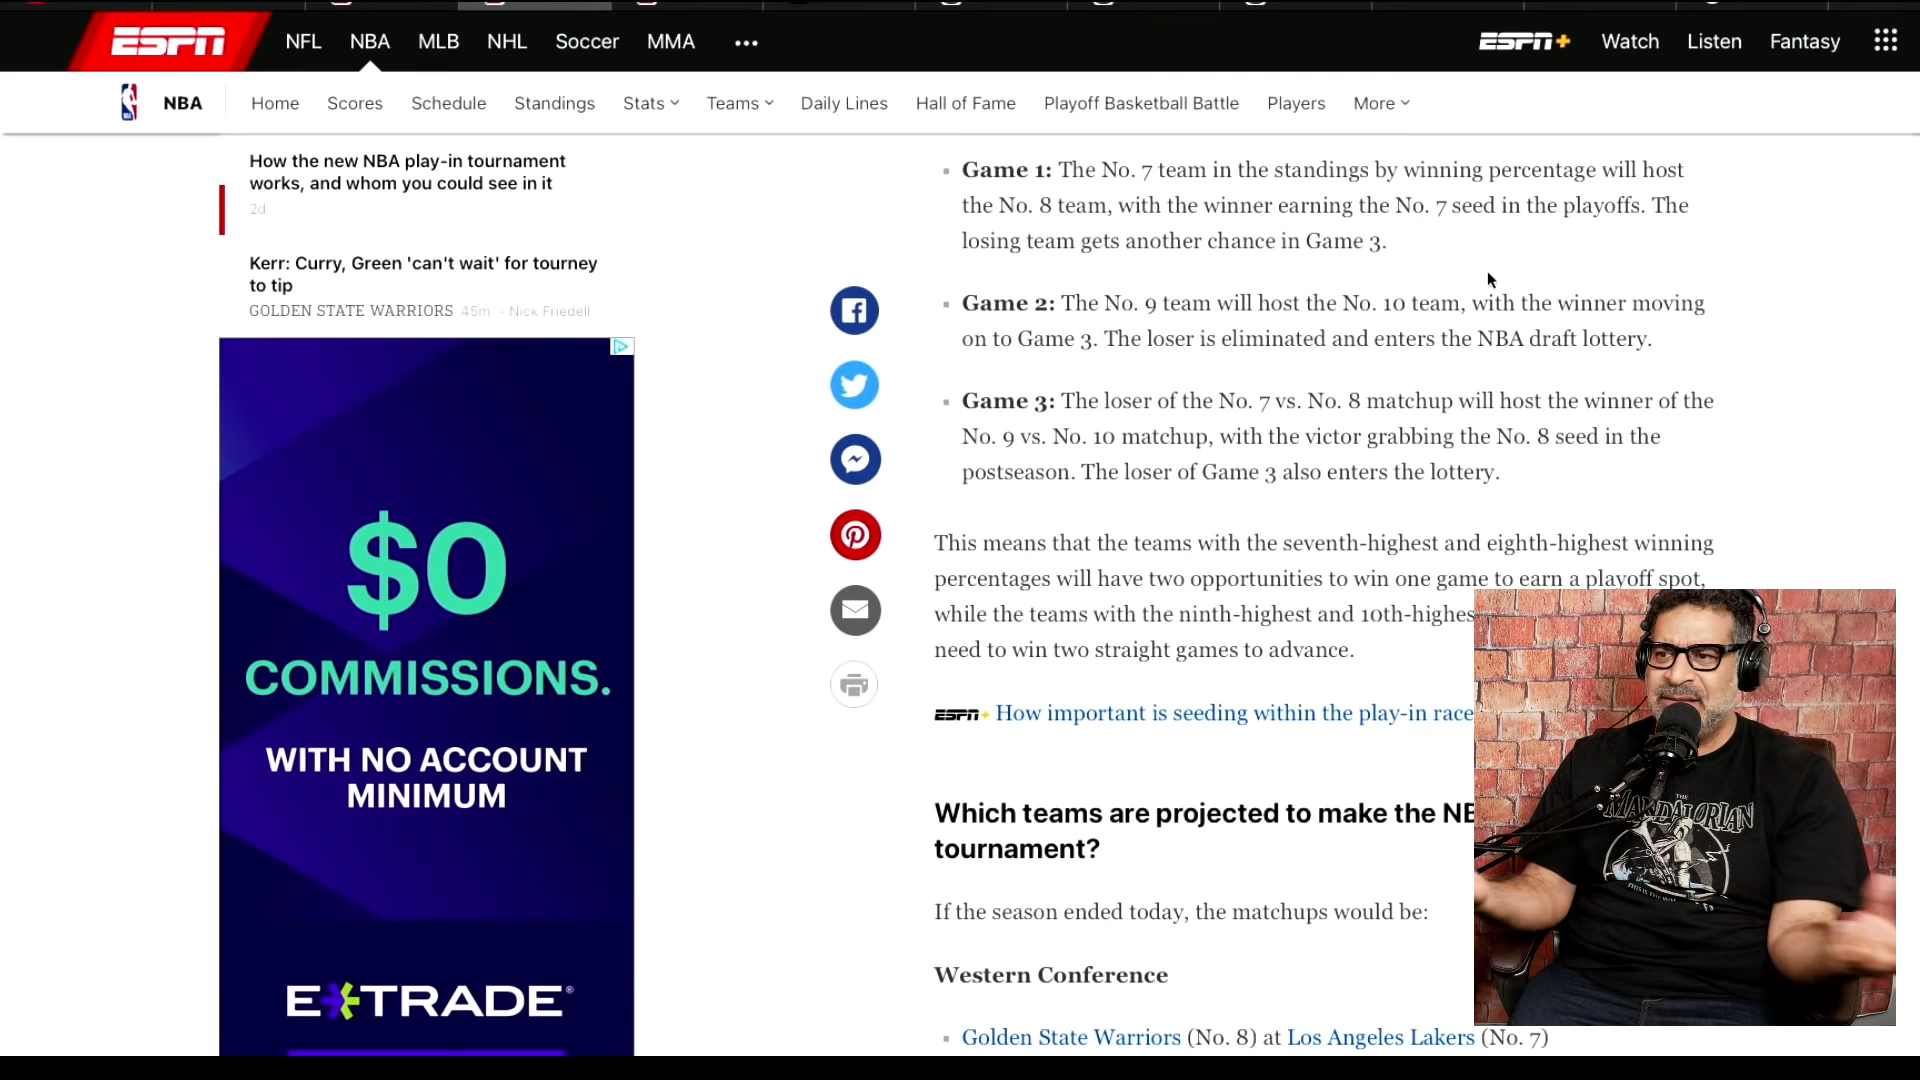 ESPN NFL NBA MLB NHL Soccer MMA ESPN+ Watch Listen Fantasy
NBA Home Scores Schedule Standings Stats Teams Daily Lines Hall of Fame Playoff Basketball Battle Players More
How the new NBA play-in tournament
works, and whom you could see in it
2d
Kerr: Curry, Green 'can't wait' for tourney
to tip
GOLDEN STATE WARRIORS 45m - Nick Friedell
$0
COMMISSIONS.
WITH NO ACCOUNT
MINIMUM
E*TRADE®
Game 1: The No. 7 team in the standings by winning percentage will host
the No. 8 team, with the winner earning the No. 7 seed in the playoffs. The
losing team gets another chance in Game 3.
Game 2: The No. 9 team will host the No. 10 team, with the winner moving
on to Game 3. The loser is eliminated and enters the NBA draft lottery.
Game 3: The loser of the No. 7 vs. No. 8 matchup will host the winner of the
No. 9 vs. No. 10 matchup, with the victor grabbing the No. 8 seed in the
postseason. The loser of Game 3 also enters the lottery.
This means that the teams with the seventh-highest and eighth-highest winning
percentages will have two opportunities to win one game to earn a playoff spot,
while the teams with the ninth-highest and 10th-highes
need to win two straight games to advance.
ESPN+ How important is seeding within the play-in race
Which teams are projected to make the NB
tournament?
If the season ended today, the matchups would be:
Western Conference
Golden State Warriors (No. 8) at Los Angeles Lakers (No. 7)
THE
MANDALORIAN